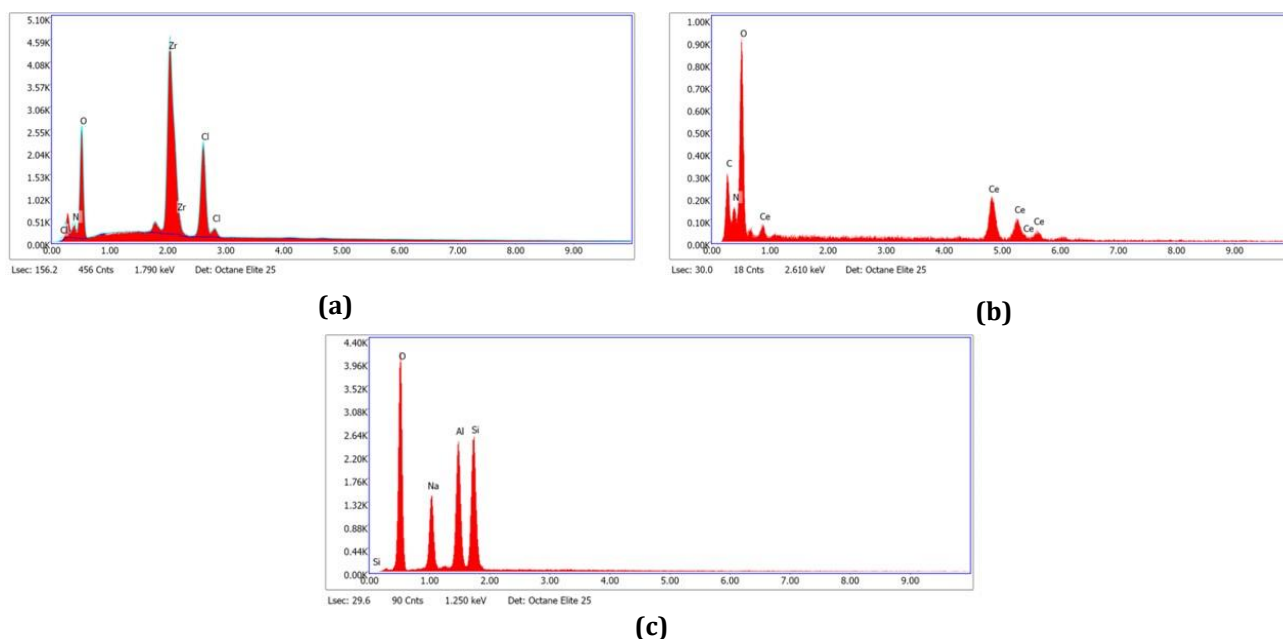 5.10K
4.59K
4.08K
3.57K
3.06K
2.55K
2.04K
1.53K
1.02K
0.51K
0.00K
Cl
N
O
Zr
Zr
Cl
Cl
0.00 1.00 2.00 3.00 4.00 5.00 6.00 7.00 8.00 9.00
Lsec: 156.2 456 Cnts 1.790 keV Det: Octane Elite 25
(a)
1.00K
0.90K
0.80K
0.70K
0.60K
0.50K
0.40K
0.30K
0.20K
0.10K
0.00K
C
N
O
Ce
Ce
Ce
Ce
Ce
0.00 1.00 2.00 3.00 4.00 5.00 6.00 7.00 8.00 9.00
Lsec: 30.0 18 Cnts 2.610 keV Det: Octane Elite 25
(b)
4.40K
3.96K
3.52K
3.08K
2.64K
2.20K
1.76K
1.32K
0.88K
0.44K
0.00K
Si
O
Na
Al
Si
0.00 1.00 2.00 3.00 4.00 5.00 6.00 7.00 8.00 9.00
Lsec: 29.6 90 Cnts 1.250 keV Det: Octane Elite 25
(c)